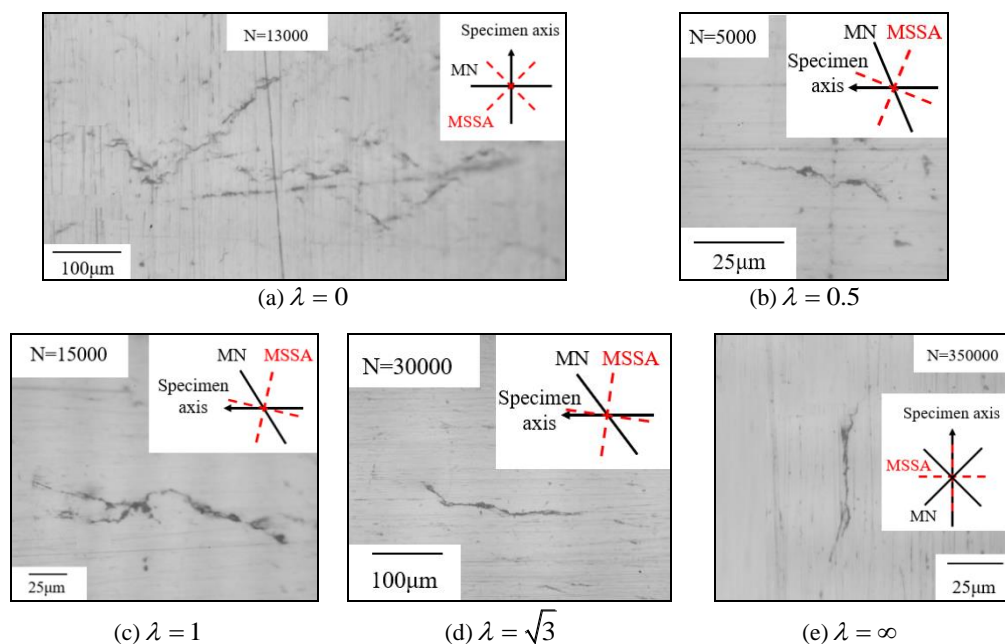 N=13000
Specimen axis
MN
MSSA
100μm
(a) λ = 0
N=5000
MN MSSA
Specimen
axis
25μm
(b) λ = 0.5
N=15000
MN MSSA
Specimen
axis
25μm
(c) λ = 1
N=30000
MN MSSA
Specimen
axis
100μm
(d) λ = √3
N=350000
Specimen axis
MSSA
MN
25μm
(e) λ = ∞